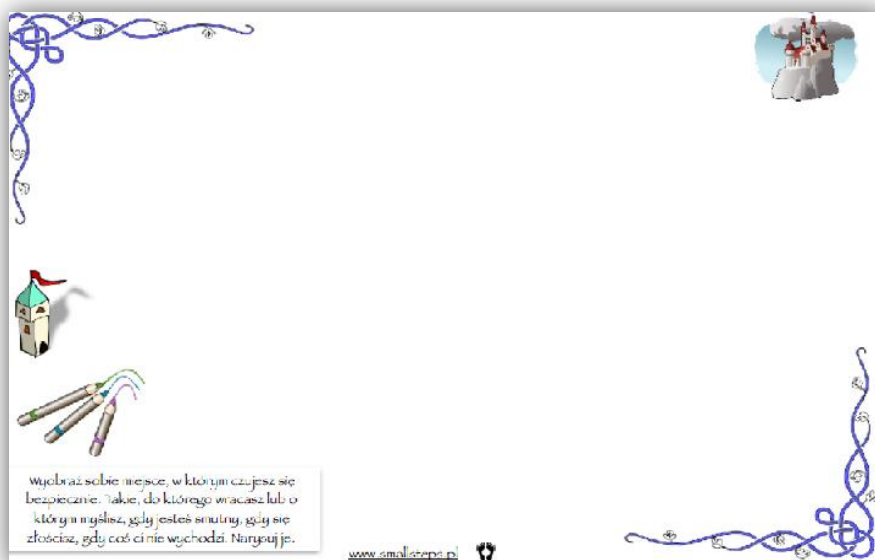 Wyobraź sobie miejsce, w którym czujesz się
bezpiecznie. Takie, do którego wracasz lub o
którym myślisz, gdy jesteś smutny, gdy się
złościsz, gdy coś ci nie wychodzi. Narysuj je.
www.smallsteps.pl